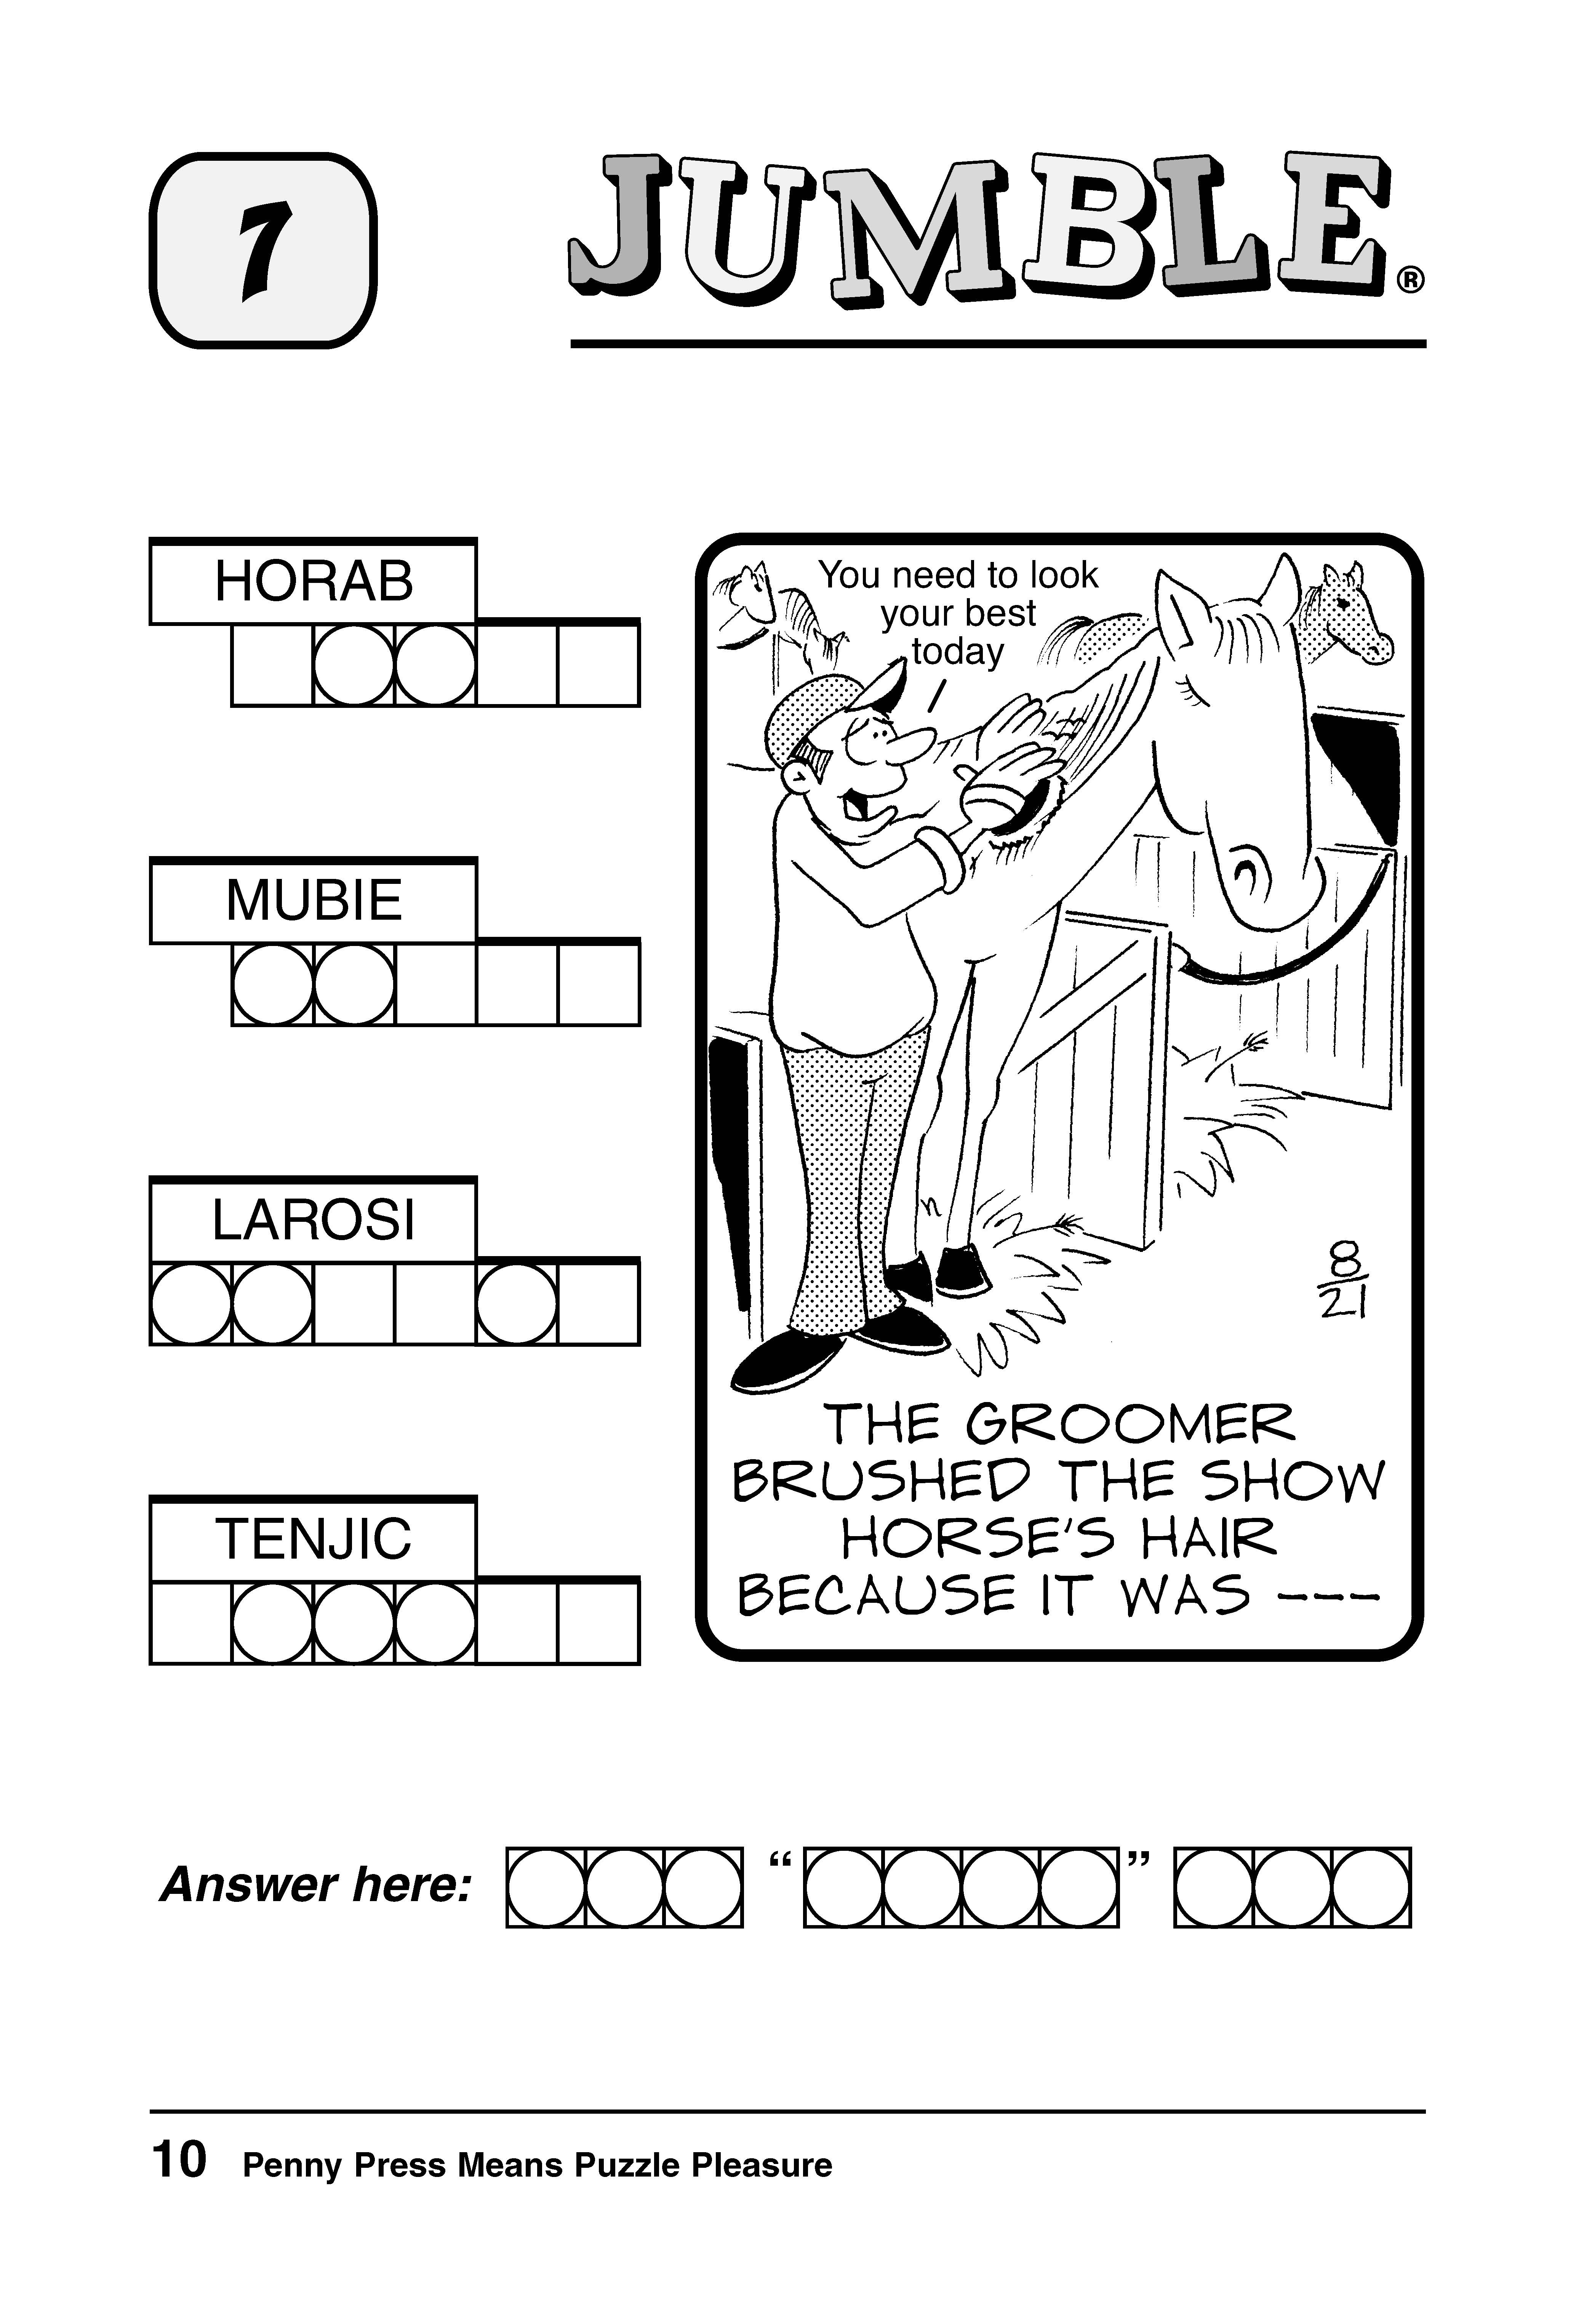 7
JUMBLE®
HORAB
MUBIE
LAROSI
TENJIC
You need to look
your best
today
8
21
THE GROOMER
BRUSHED THE SHOW
HORSE'S HAIR
BECAUSE IT WAS ---
Answer here:
“ ”
10 Penny Press Means Puzzle Pleasure